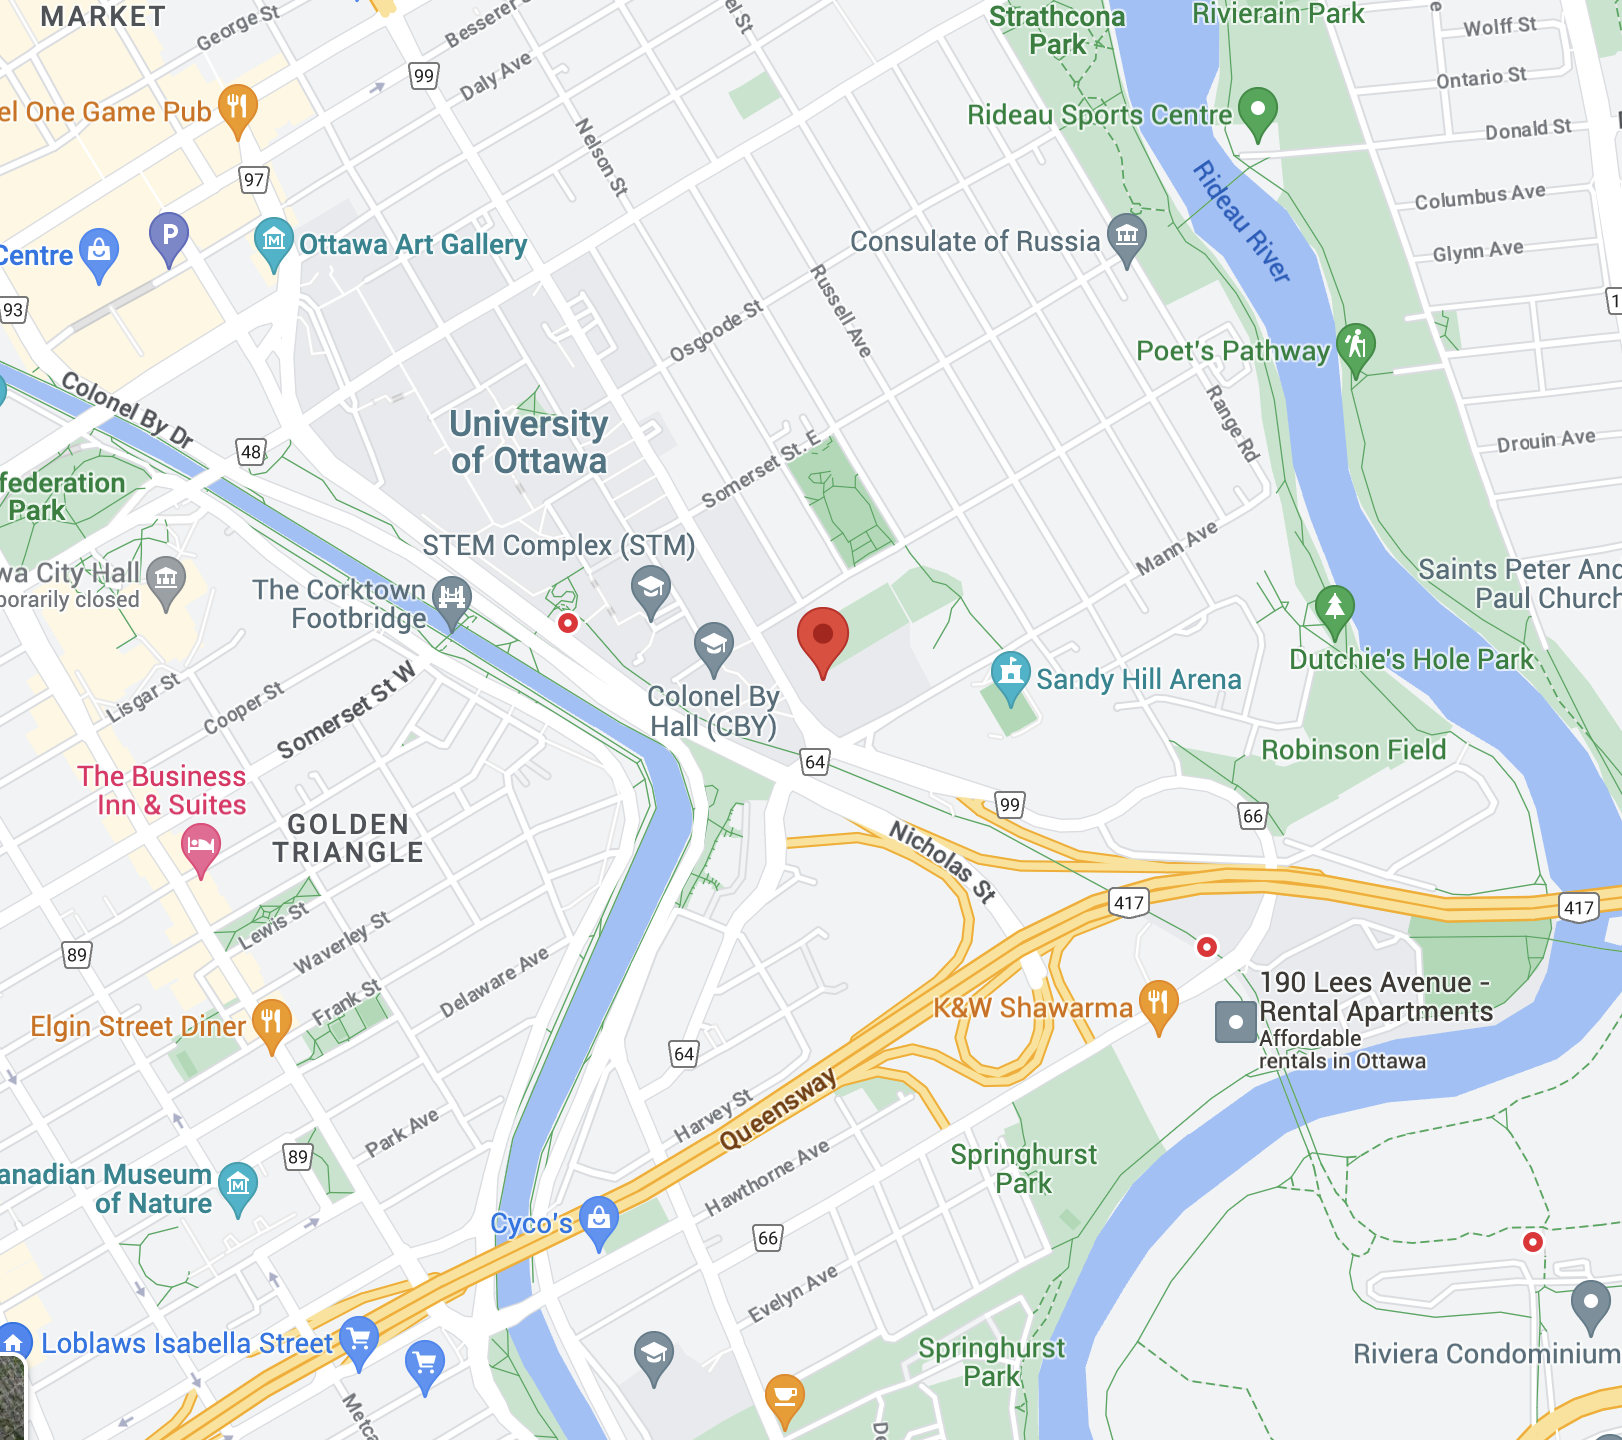 MARKET
George St
Besserer S
el St
Strathcona
Park
Rivierain Park
Wolff St
Ontario St
Donald St
Columbus Ave
Glynn Ave
99
Daly Ave
el One Game Pub
Nelson St
Rideau Sports Centre
Rideau River
97
P
Centre
Ottawa Art Gallery
Consulate of Russia
93
Russell Ave
Osgoode St
Poet's Pathway
Colonel By Dr
48
Range Rd
Drouin Ave
University
of Ottawa
Somerset St. E
federation
Park
STEM Complex (STM)
Mann Ave
wa City Hall
porarily closed
The Corktown
Footbridge
Saints Peter And
Paul Church
Dutchie's Hole Park
Sandy Hill Arena
Colonel By
Hall (CBY)
Lisgar St
Cooper St
Somerset St W
64
Robinson Field
The Business
Inn & Suites
99
66
GOLDEN
TRIANGLE
Nicholas St
417
417
Lewis St
Waverley St
89
Frank St
Delaware Ave
190 Lees Avenue -
Rental Apartments
Affordable
rentals in Ottawa
K&W Shawarma
Elgin Street Diner
64
Harvey St
Queensway
Park Ave
89
Hawthorne Ave
Springhurst
Park
anadian Museum
of Nature
Cyco's
66
Evelyn Ave
Loblaws Isabella Street
Springhurst
Park
Riviera Condominium
Metca
De